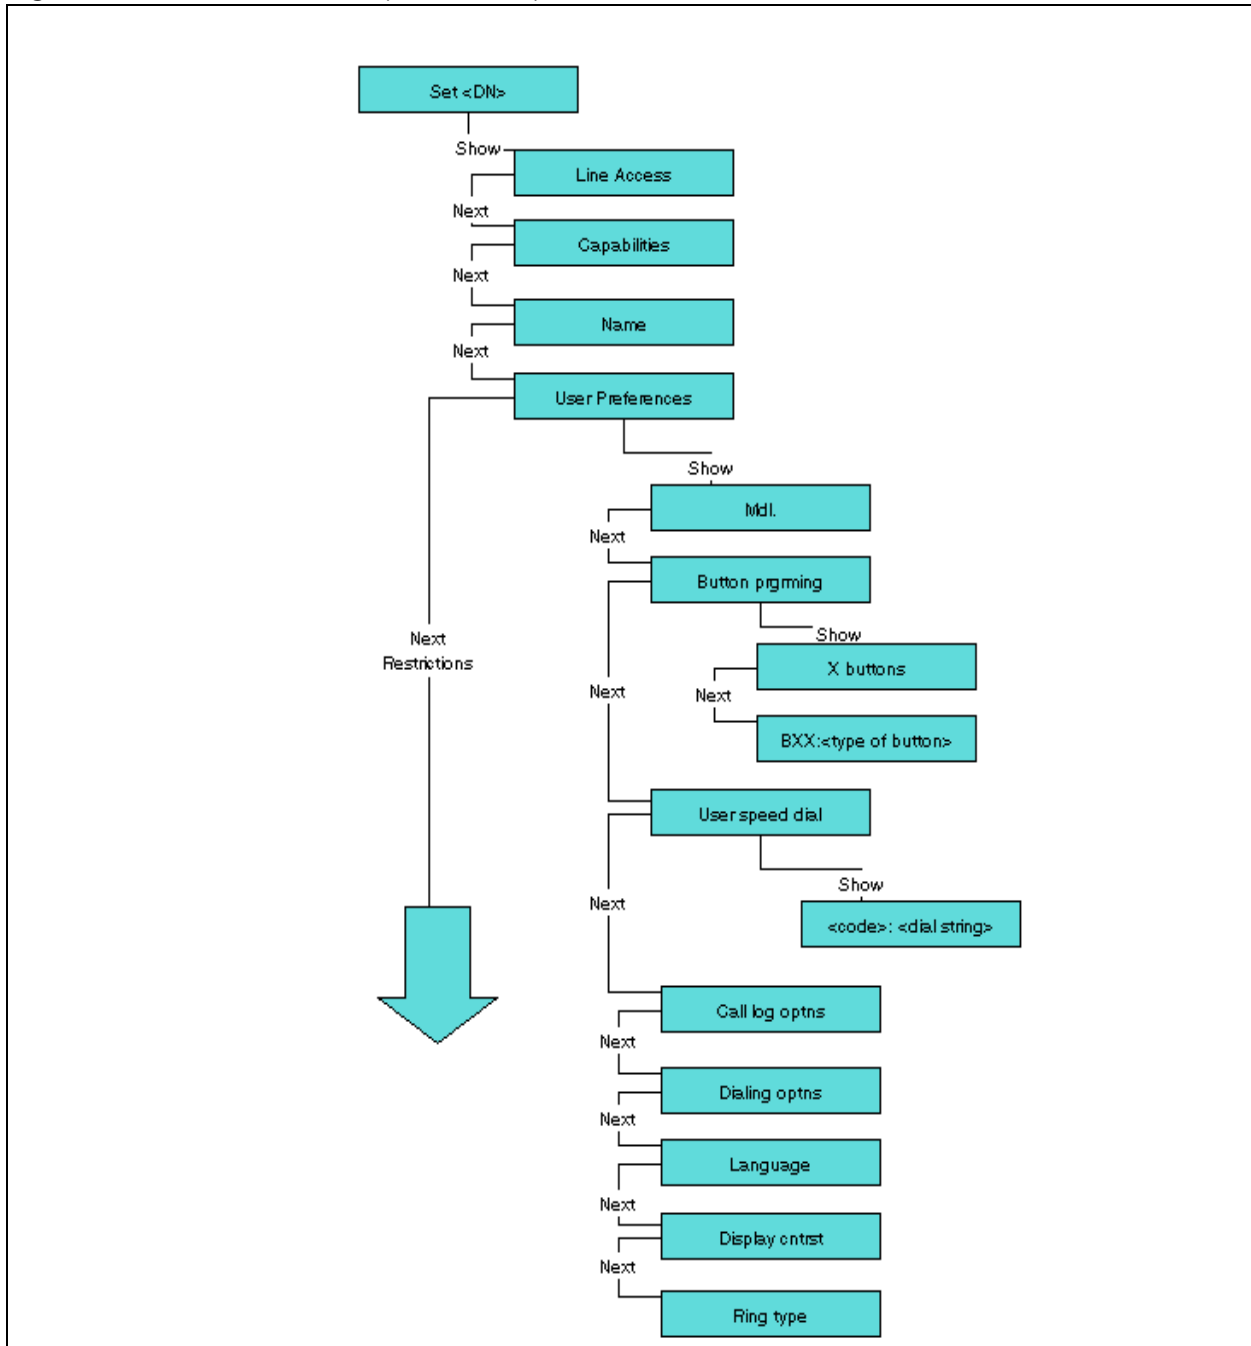 Set <DN>
Show
Line Access
Next
Capabilities
Next
Name
Next
User Preferences
Show
Mdl.
Next
Button prgrming
Show
Next
Restrictions
X buttons
Next
Next
BXX:<type of button>
User speed dial
Show
Next
<code>: <dial string>
Call log optns
Next
Dialing optns
Next
Language
Next
Display cntrst
Next
Ring type